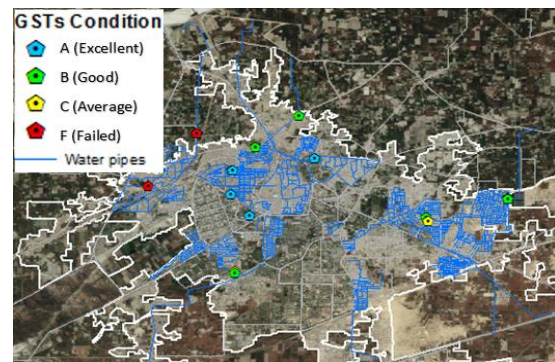 GSTs Condition
A (Excellent)
B (Good)
C (Average)
F (Failed)
Water pipes